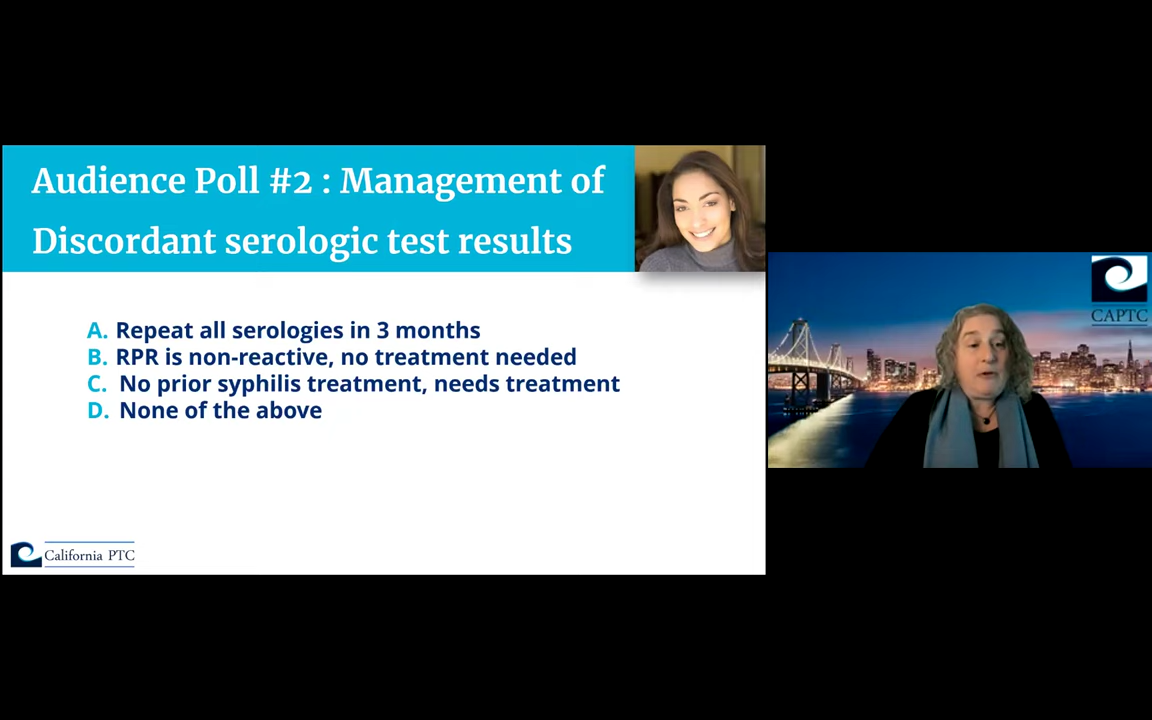 Audience Poll #2 : Management of
Discordant serologic test results
A. Repeat all serologies in 3 months
B. RPR is non-reactive, no treatment needed
C. No prior syphilis treatment, needs treatment
D. None of the above
California PTC
CAPTC